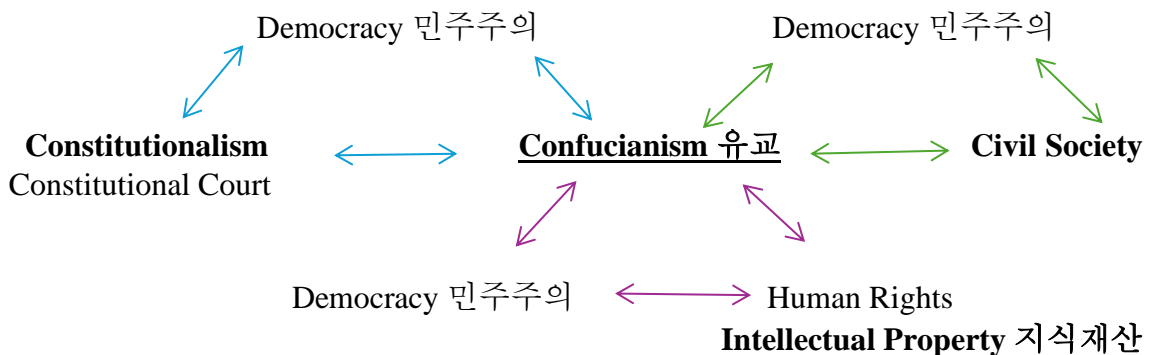 Democracy 민주주의
Democracy 민주주의
Constitutionalism
Constitutional Court
Confucianism 유교
Civil Society
Democracy 민주주의
Human Rights
Intellectual Property 지식재산